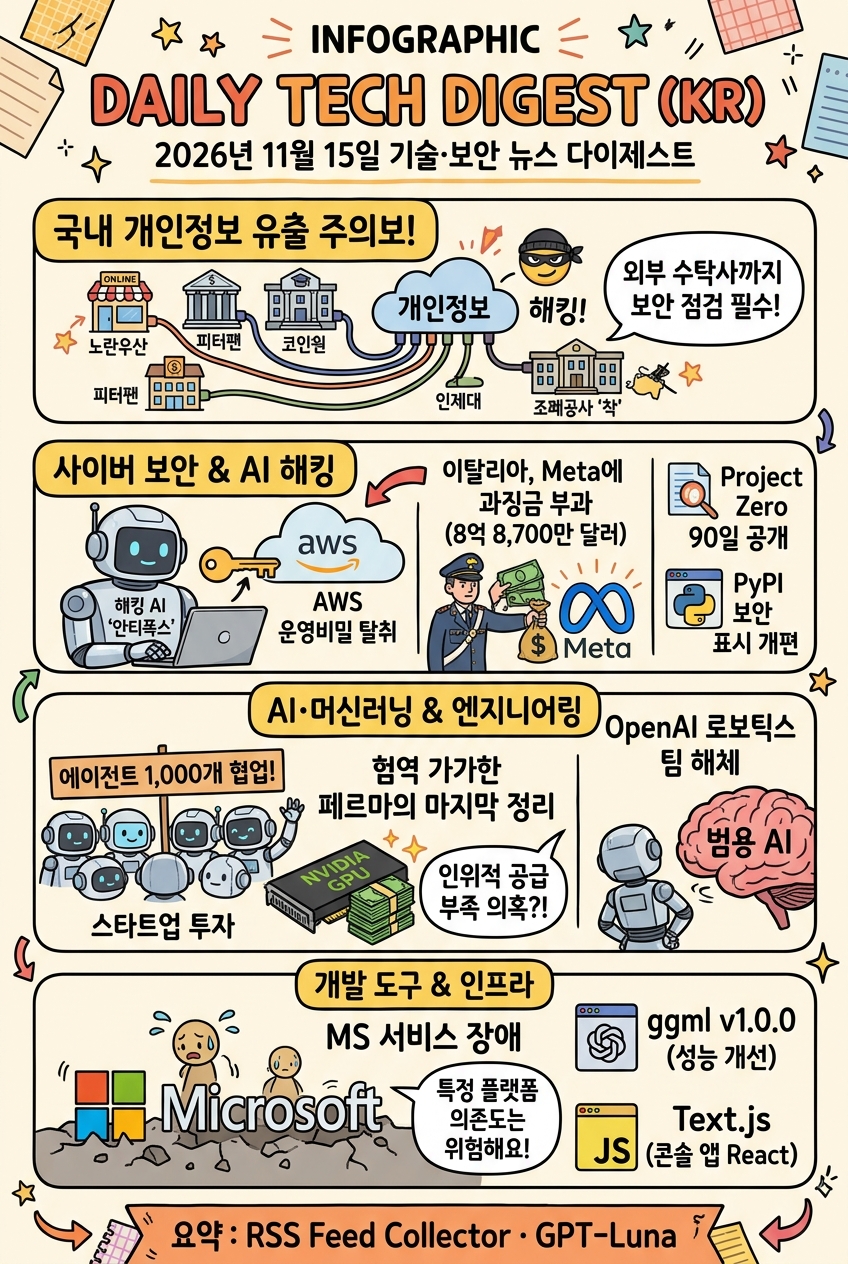 INFOGRAPHIC
DAILY TECH DIGEST (KR)
2026년 11월 15일 기술·보안 뉴스 다이제스트
국내 개인정보 유출 주의보!
ONLINE
노란우산
피터팬
코인원
피터팬
개인정보
해킹!
외부 수탁사까지
보안 점검 필수!
인제대
조폐공사 '착'
사이버 보안 & AI 해킹
해킹 AI
'안티폭스'
aws
AWS
운영비밀 탈취
이탈리아, Meta에
과징금 부과
(8억 8,700만 달러)
$
Meta
Project
Zero
90일 공개
PyPI
보안
표시 개편
AI·머신러닝 & 엔지니어링
에이전트 1,000개 협업!
스타트업 투자
험역 가가한
페르마의 마지막 정리
NVIDIA
GPU
인위적 공급
부족 의혹?!
OpenAI 로보틱스
팀 해체
범용 AI
개발 도구 & 인프라
MS 서비스 장애
Microsoft
특정 플랫폼
의존도는
위험해요!
ggml v1.0.0
(성능 개선)
JS
Text.js
(콘솔 앱 React)
요약 : RSS Feed Collector · GPT-Luna